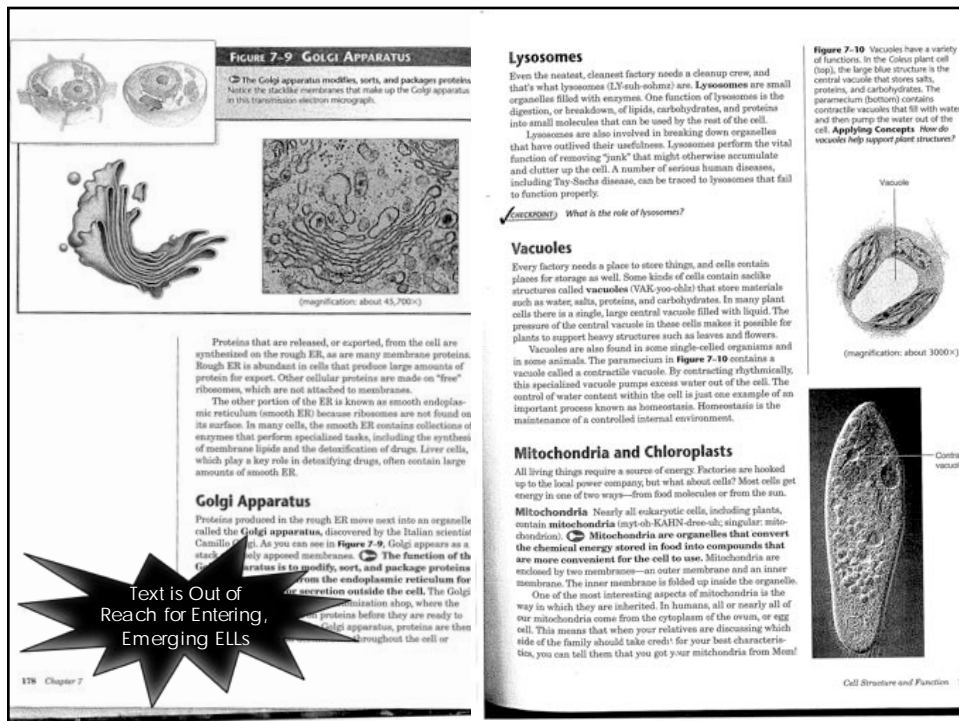 FIGURE 7–9 GOLGI APPARATUS
The Golgi apparatus modifies, sorts, and packages proteins
Notice the stacklike membranes that make up the Golgi apparatus
in this transmission electron micrograph.
(magnification: about 45,700×)
Proteins that are released, or exported, from the cell are
synthesized on the rough ER, as are many membrane proteins.
Rough ER is abundant in cells that produce large amounts of
protein for export. Other cellular proteins are made on "free"
ribosomes, which are not attached to membranes.
The other portion of the ER is known as smooth endoplas-
mic reticulum (smooth ER) because ribosomes are not found on
its surface. In many cells, the smooth ER contains collections of
enzymes that perform specialized tasks, including the synthesi
of membrane lipids and the detoxification of drugs. Liver cells,
which play a key role in detoxifying drugs, often contain large
amounts of smooth ER.
Golgi Apparatus
Proteins produced in the rough ER move next into an organelle
called the Golgi apparatus, discovered by the Italian scientist
Camillo gi. As you can see in Figure 7–9, Golgi appears as a
stack ely apposed membranes. The function of th
G aratus is to modify, sort, and package proteins
rom the endoplasmic reticulum for
or secretion outside the cell. The Golgi
mization shop, where the
n proteins before they are ready to
Golgi apparatus, proteins are then
throughout the cell or
Text is Out of
Reach for Entering,
Emerging ELLs
178 Chapter 7
Lysosomes
Even the neatest, cleanest factory needs a cleanup crew, and
that's what lysosomes (LY-suh-sohmz) are. Lysosomes are small
organelles filled with enzymes. One function of lysosomes is the
digestion, or breakdown, of lipids, carbohydrates, and proteins
into small molecules that can be used by the rest of the cell.
Lysosomes are also involved in breaking down organelles
that have outlived their usefulness. Lysosomes perform the vital
function of removing "junk" that might otherwise accumulate
and clutter up the cell. A number of serious human diseases,
including Tay-Sachs disease, can be traced to lysosomes that fail
to function properly.
CHECKPOINT What is the role of lysosomes?
Vacuoles
Every factory needs a place to store things, and cells contain
places for storage as well. Some kinds of cells contain saclike
structures called vacuoles (VAK-yoo-ohlz) that store materials
such as water, salts, proteins, and carbohydrates. In many plant
cells there is a single, large central vacuole filled with liquid. The
pressure of the central vacuole in these cells makes it possible for
plants to support heavy structures such as leaves and flowers.
Vacuoles are also found in some single-celled organisms and
in some animals. The paramecium in Figure 7–10 contains a
vacuole called a contractile vacuole. By contracting rhythmically,
this specialized vacuole pumps excess water out of the cell. The
control of water content within the cell is just one example of an
important process known as homeostasis. Homeostasis is the
maintenance of a controlled internal environment.
Mitochondria and Chloroplasts
All living things require a source of energy. Factories are hooked
up to the local power company, but what about cells? Most cells get
energy in one of two ways—from food molecules or from the sun.
Mitochondria Nearly all eukaryotic cells, including plants,
contain mitochondria (myt-oh-KAHN-dree-uh; singular: mito-
chondrion). Mitochondria are organelles that convert
the chemical energy stored in food into compounds that
are more convenient for the cell to use. Mitochondria are
enclosed by two membranes—an outer membrane and an inner
membrane. The inner membrane is folded up inside the organelle.
One of the most interesting aspects of mitochondria is the
way in which they are inherited. In humans, all or nearly all of
our mitochondria come from the cytoplasm of the ovum, or egg
cell. This means that when your relatives are discussing which
side of the family should take credit for your best characteris-
tics, you can tell them that you got your mitchondria from Mom!
Figure 7–10 Vacuoles have a variety
of functions. In the Coleus plant cell
(top), the large blue structure is the
central vacuole that stores salts,
proteins, and carbohydrates. The
paramecium (bottom) contains
contractile vacuoles that fill with water
and then pump the water out of the
cell. Applying Concepts How do
vacuoles help support plant structures?
Vacuole
(magnification: about 3000×)
Contra
vacuol
Cell Structure and Function